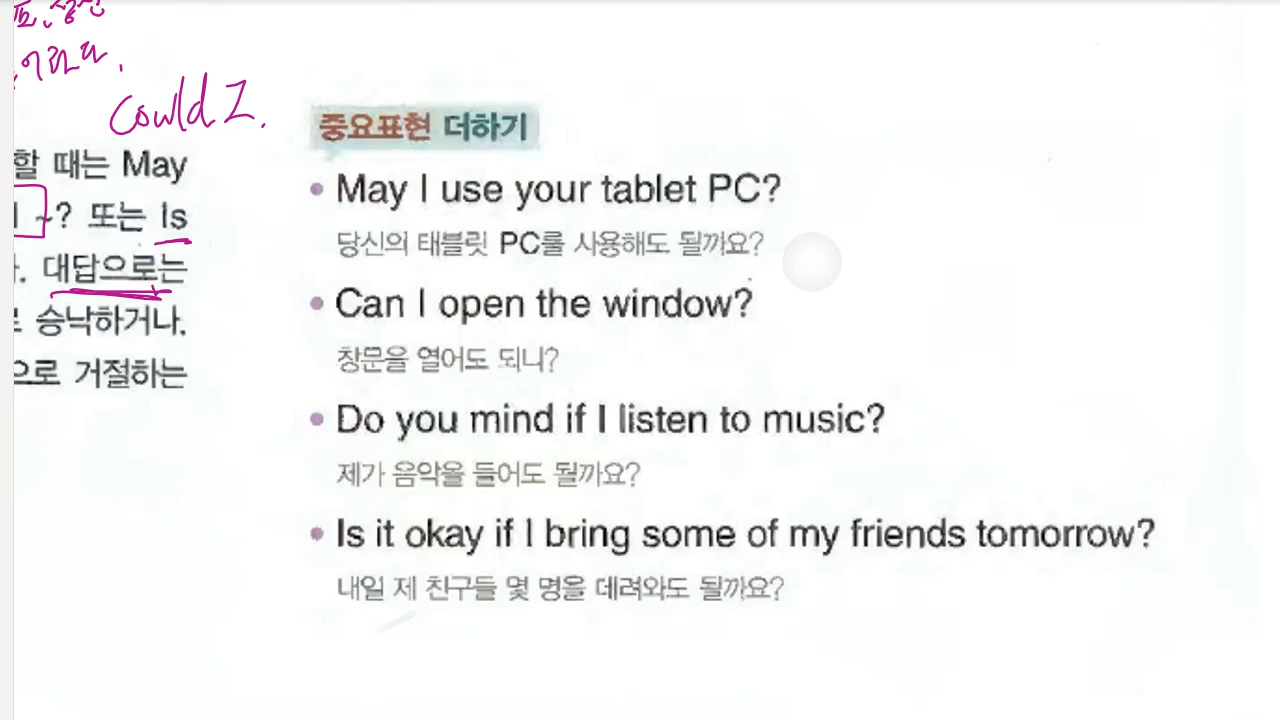 could I.
할 때는 May
~? 또는 Is
대답으로는
승낙하거나,
으로 거절하는
중요표현 더하기
• May I use your tablet PC?
당신의 태블릿 PC를 사용해도 될까요?
• Can I open the window?
창문을 열어도 되니?
• Do you mind if I listen to music?
제가 음악을 들어도 될까요?
• Is it okay if I bring some of my friends tomorrow?
내일 제 친구들 몇 명을 데려와도 될까요?